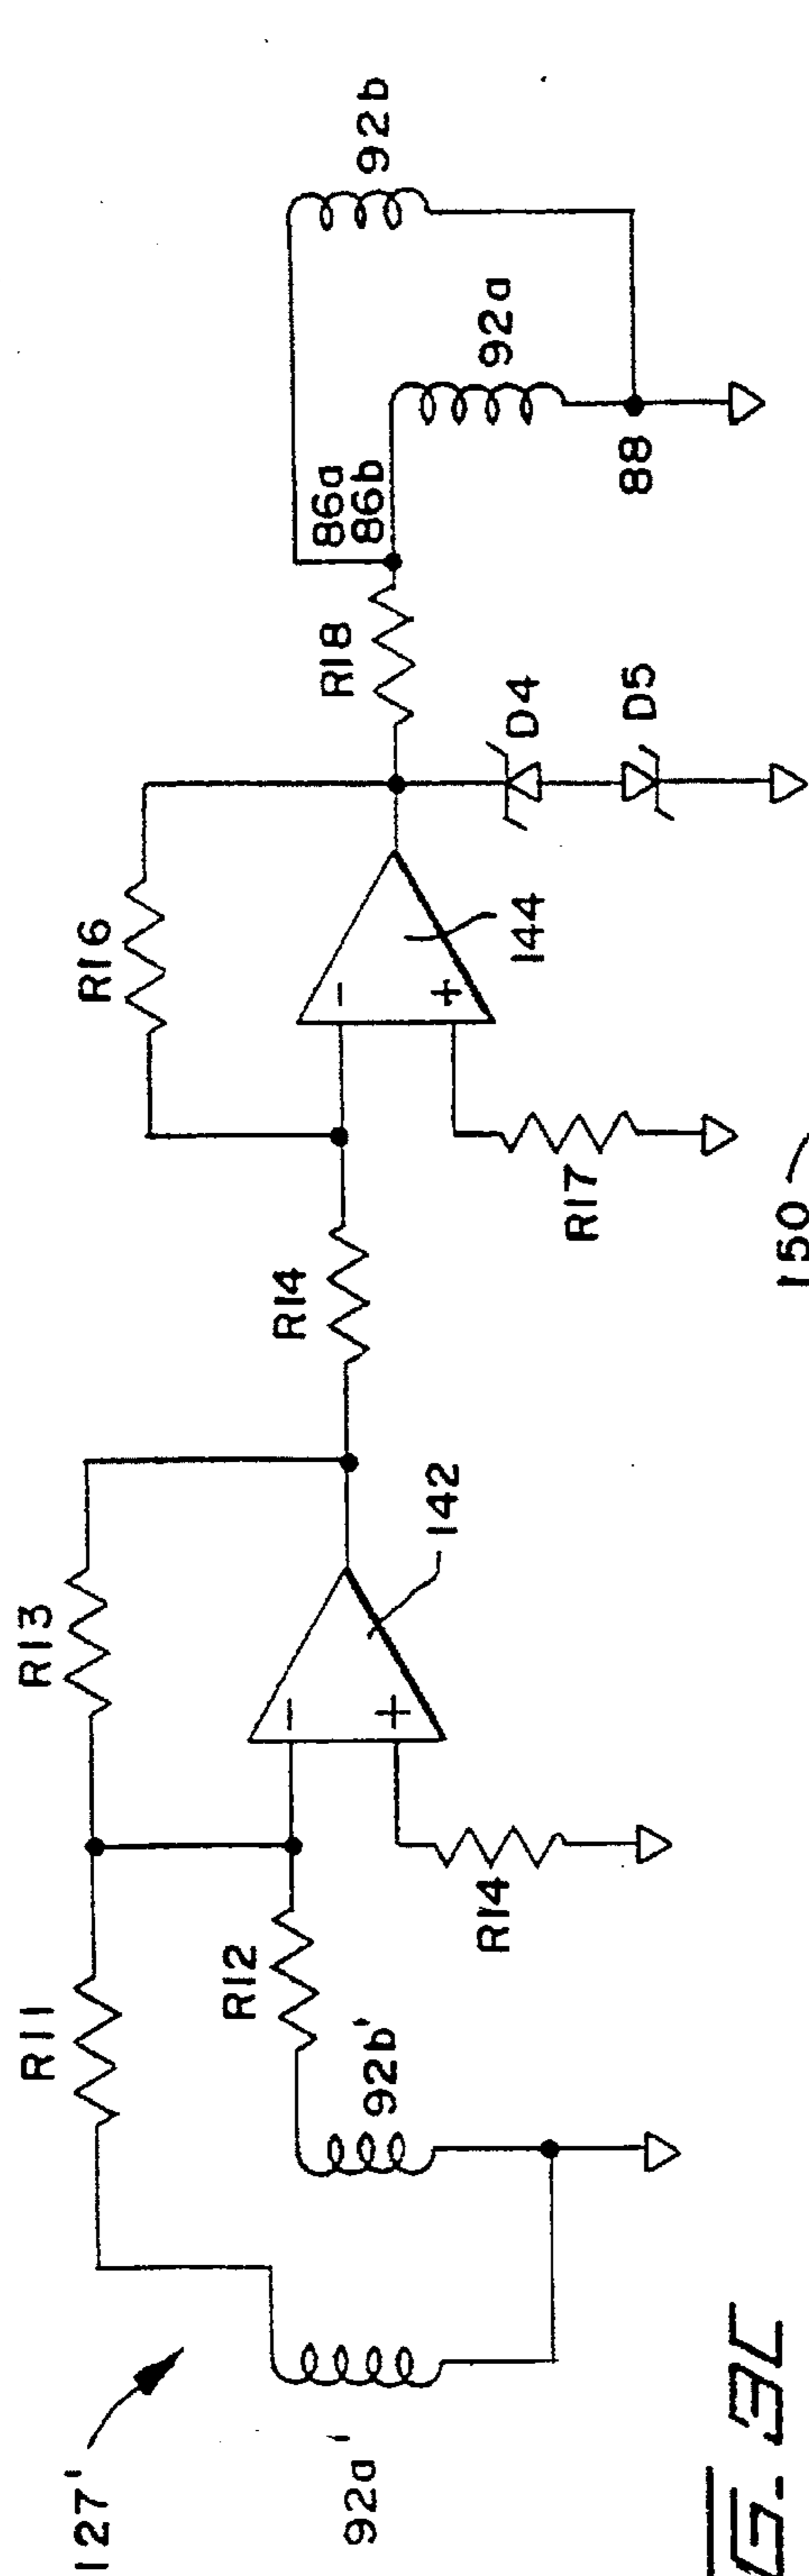 127'
92a'
R11
R12
92b'
R13
−
+
142
R14
R14
R16
−
+
144
R17
R18
D4
D5
86a
86b
92a
92b
88
150
G. 3C